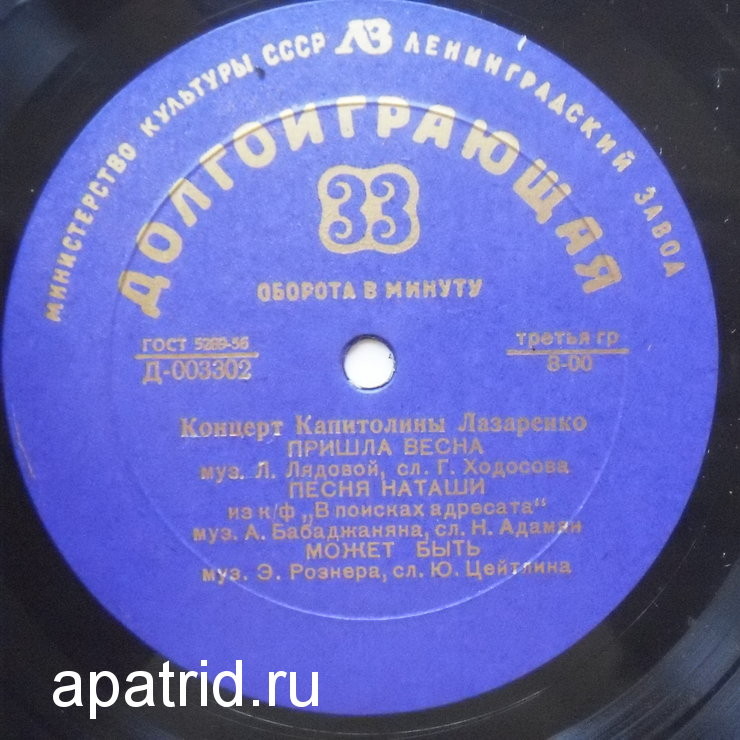 МИНИСТЕРСТВО КУЛЬТУРЫ СССР ЛЗ ЛЕНИНГРАДСКИЙ ЗАВОД
ДОЛГОИГРАЮЩАЯ
33
ОБОРОТА В МИНУТУ
ГОСТ 5289-56
Д-003302
третья гр
8-00
Концерт Капитолины Лазаренко
ПРИШЛА ВЕСНА
муз. Л. Лядовой, сл. Г. Ходосова
ПЕСНЯ НАТАШИ
из к/ф „В поисках адресата“
муз. А. Бабаджаняна, сл. Н. Адамян
МОЖЕТ БЫТЬ
муз. Э. Рознера, сл. Ю. Цейтлина
apatrid.ru